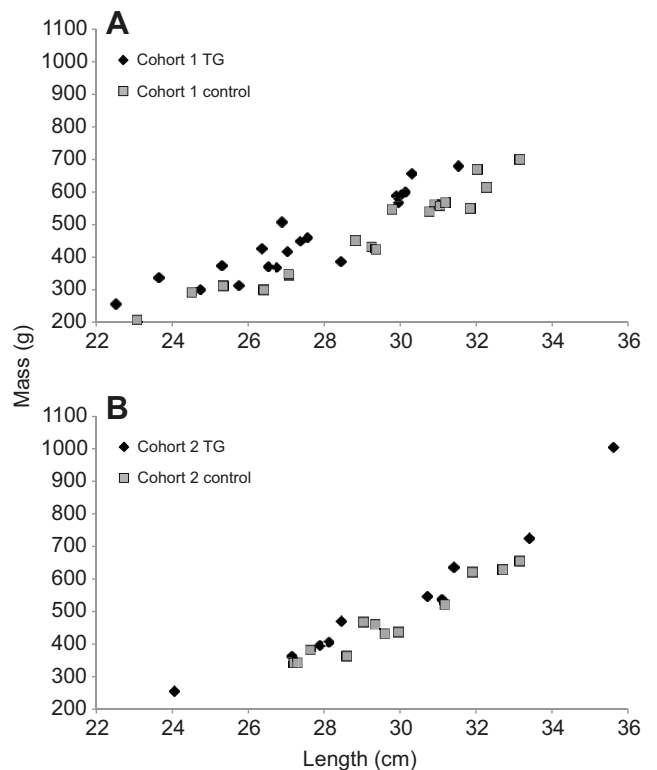 A
1100
1000
900
800
700
600
500
400
300
200
Cohort 1 TG
Cohort 1 control
22 24 26 28 30 32 34 36
Mass (g)
B
1100
1000
900
800
700
600
500
400
300
200
Cohort 2 TG
Cohort 2 control
22 24 26 28 30 32 34 36
Length (cm)